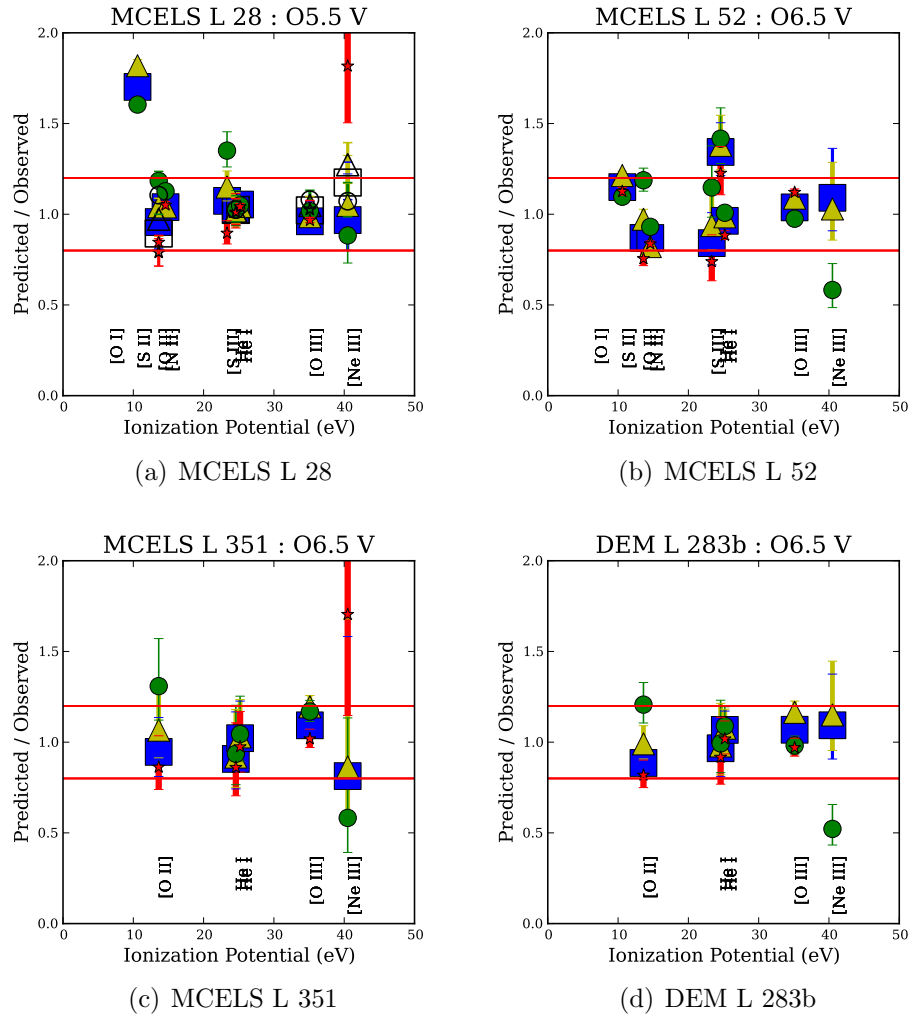 MCELS L 28 : O5.5 V
Predicted / Observed
2.0
1.5
1.0
0.5
0.0
[O I]
[S II]
[O II]
[N II]
[S III]
He I
[O III]
[Ne III]
0 10 20 30 40 50
Ionization Potential (eV)
(a) MCELS L 28
MCELS L 52 : O6.5 V
Predicted / Observed
2.0
1.5
1.0
0.5
0.0
[O I]
[S II]
[O II]
[N II]
[S III]
He I
[O III]
[Ne III]
0 10 20 30 40 50
Ionization Potential (eV)
(b) MCELS L 52
MCELS L 351 : O6.5 V
Predicted / Observed
2.0
1.5
1.0
0.5
0.0
[O II]
He I
[O III]
[Ne III]
0 10 20 30 40 50
Ionization Potential (eV)
(c) MCELS L 351
DEM L 283b : O6.5 V
Predicted / Observed
2.0
1.5
1.0
0.5
0.0
[O II]
He I
[O III]
[Ne III]
0 10 20 30 40 50
Ionization Potential (eV)
(d) DEM L 283b